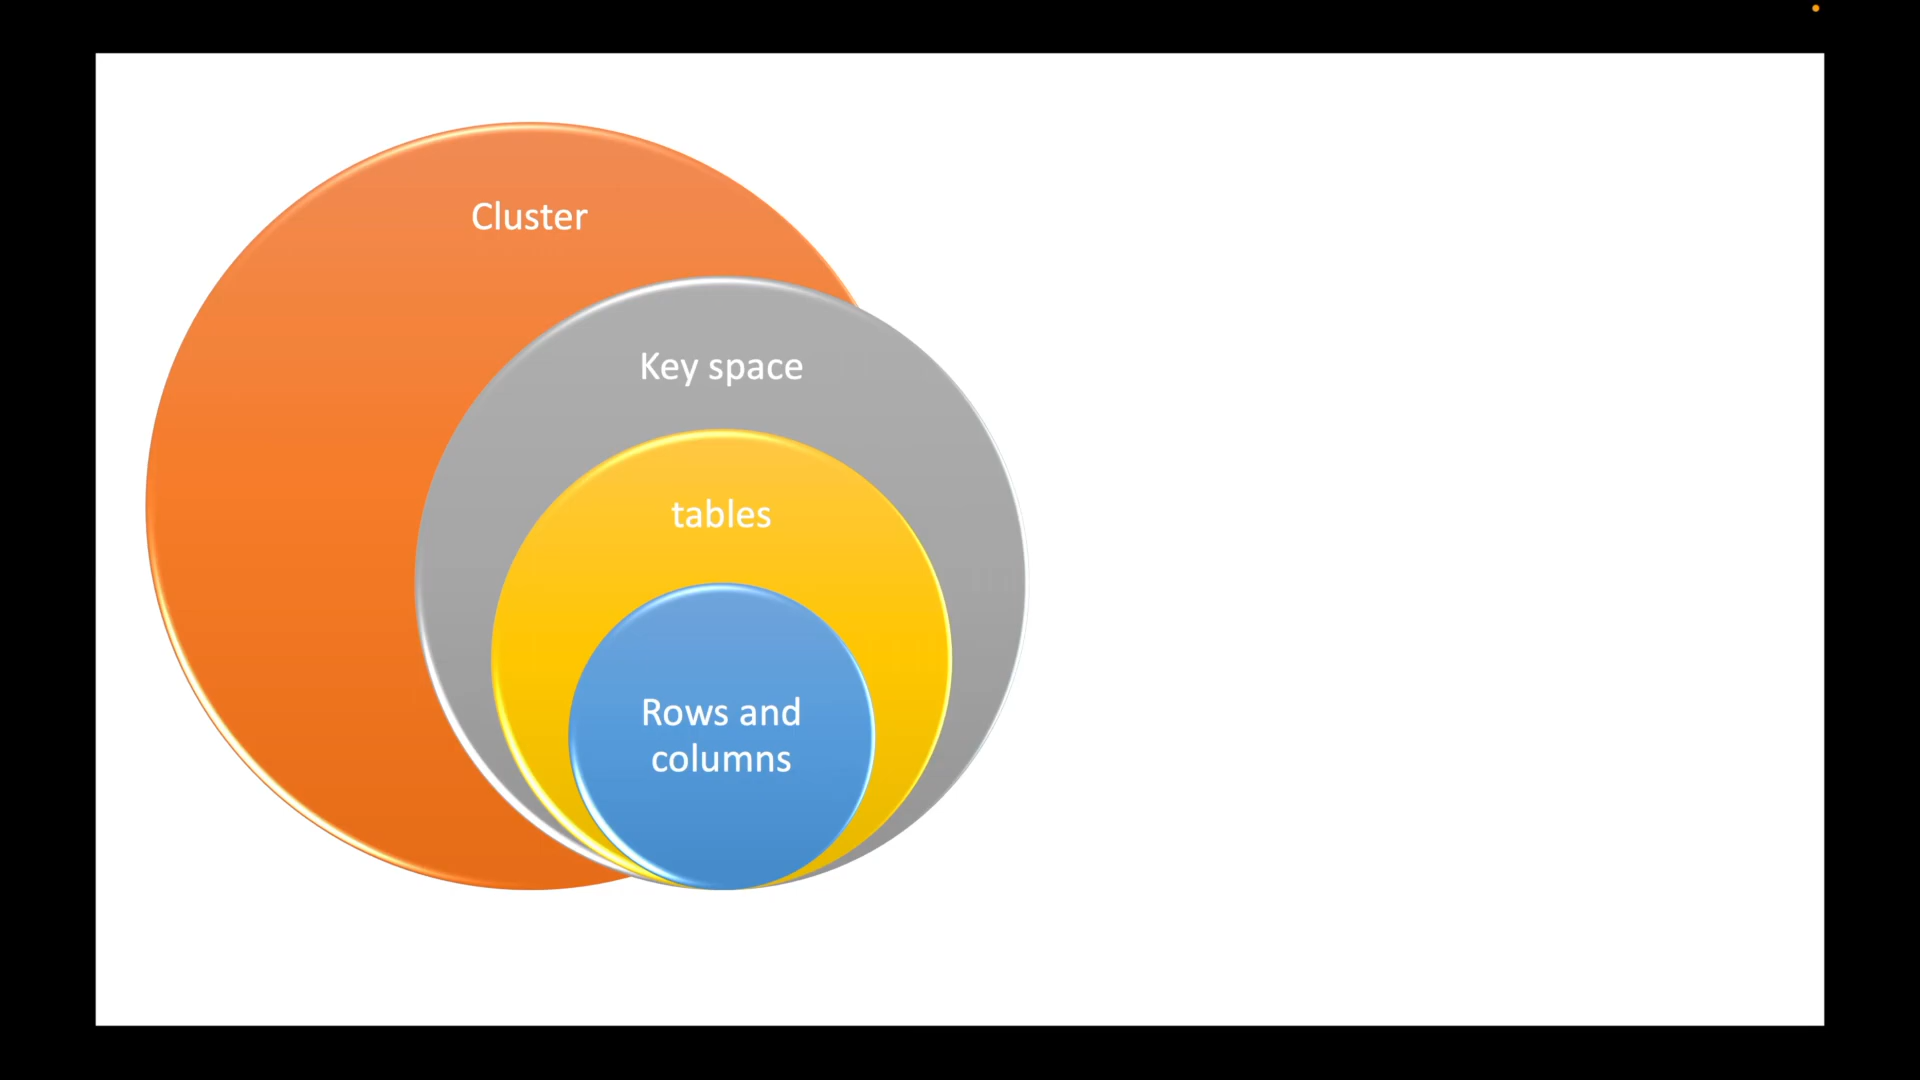 Cluster
Key space
tables
Rows and
columns